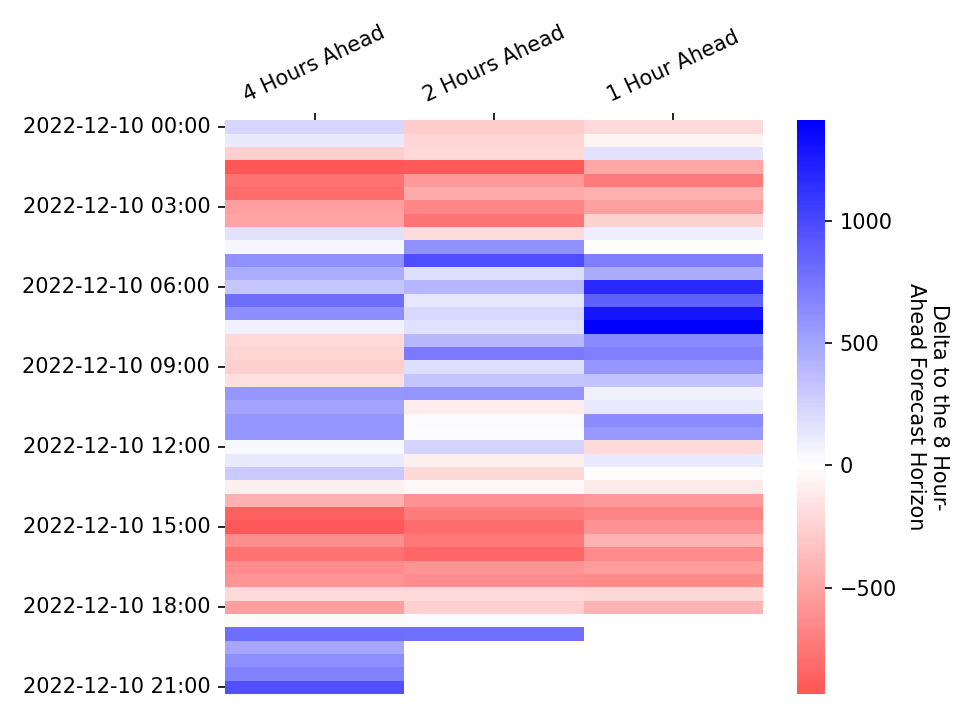 4 Hours Ahead
2 Hours Ahead
1 Hour Ahead
2022-12-10 00:00
2022-12-10 03:00
2022-12-10 06:00
2022-12-10 09:00
2022-12-10 12:00
2022-12-10 15:00
2022-12-10 18:00
2022-12-10 21:00
1000
500
0
−500
Delta to the 8 Hour-
Ahead Forecast Horizon